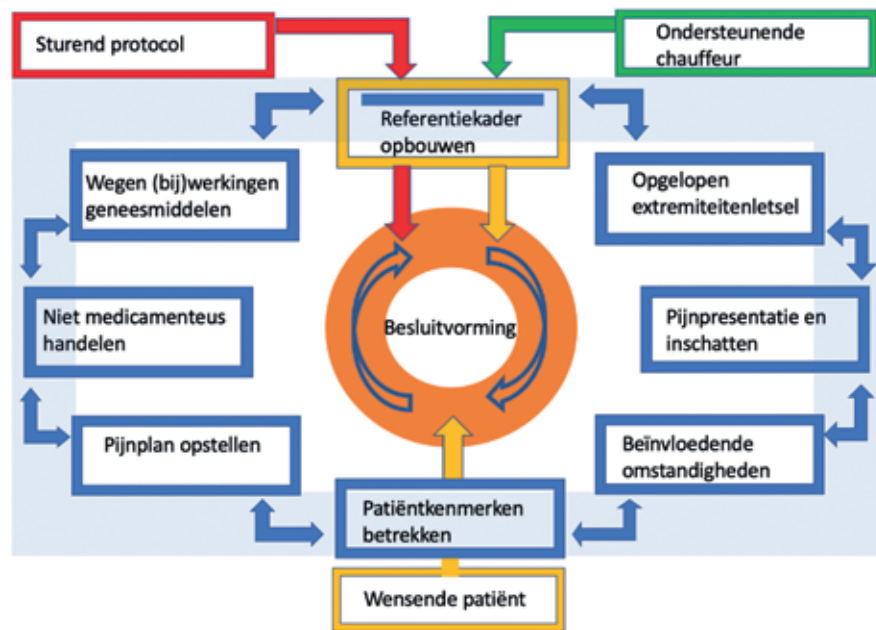 Sturend protocol
Ondersteunende
chauffeur
Referentiekader
opbouwen
Wegen (bij)werkingen
geneesmiddelen
Opgelopen
extremiteitenletsel
Niet medicamenteus
handelen
Besluitvorming
Pijnpresentatie en
inschatten
Pijnplan opstellen
Beïnvloedende
omstandigheden
Patiëntkenmerken
betrekken
Wensende patiënt